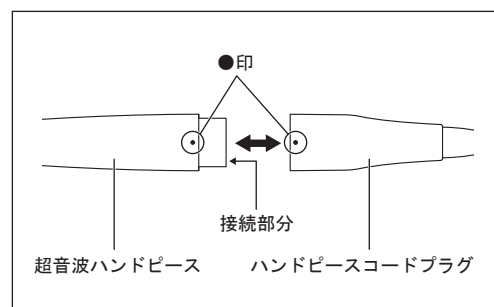 ●印
接続部分
超音波ハンドピース
ハンドピースコードプラグ